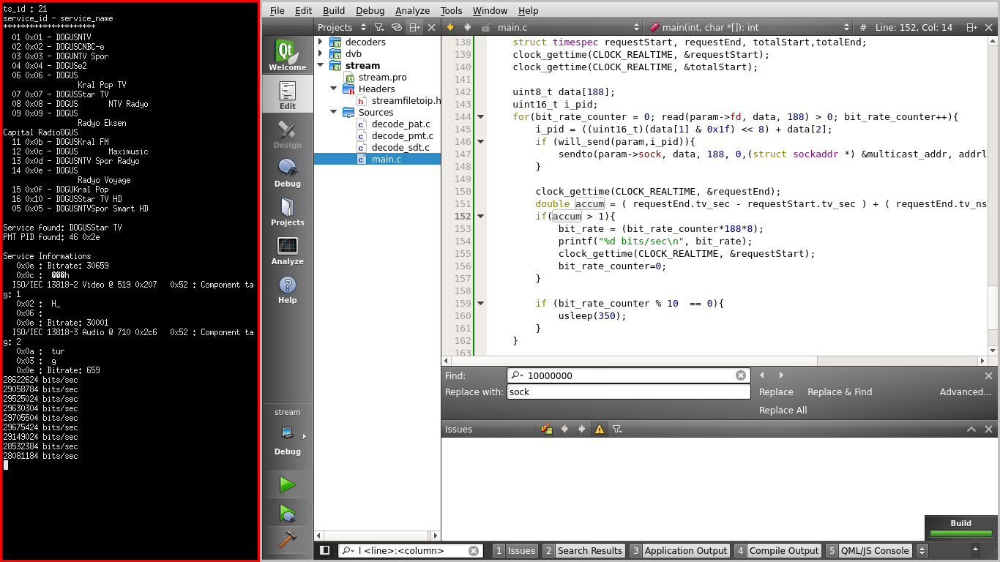 ts_id : 21
service_id - service_name
*********************
01 0x01 - DOGUSNTV
02 0x02 - DOGUSCNBC-e
03 0x03 - DOGUNTV Spor
04 0x04 - DOGUSe2
06 0x06 - DOGUS
Kral Pop TV
07 0x07 - DOGUSStar TV
08 0x08 - DOGUS NTV Radyo
09 0x09 - DOGUS
Radyo Eksen
Capital RadioOGUS
11 0x0b - DOGUSKral FM
12 0x0c - DOGUS Maximusic
13 0x0d - DOGUSNTV Spor Radyo
14 0x0e - DOGUS
Radyo Voyage
15 0x0f - DOGUKral Pop
16 0x10 - DOGUSStar TV HD
05 0x05 - DOGUSNTVSpor Smart HD
Service found: DOGUSStar TV
PMT PID found: 46 0x2e
Service Informations
0x0e : Bitrate: 30659
0x0c :
ISO/IEC 13818-2 Video @ 519 0x207 0x52 : Component ta
g: 1
0x02 : H_
0x06 :
0x0e : Bitrate: 30001
ISO/IEC 13818-3 Audio @ 710 0x2c6 0x52 : Component ta
g: 2
0x0a : tur
0x03 : g
0x0e : Bitrate: 659
28622624 bits/sec
29058784 bits/sec
29525024 bits/sec
29630304 bits/sec
29705504 bits/sec
29675424 bits/sec
29149024 bits/sec
28532384 bits/sec
28081184 bits/sec
File Edit Build Debug Analyze Tools Window Help
Projects
main.c
main(int, char *[]): int
# Line: 152, Col: 14
Qt
Welcome
Edit
Design
Debug
Projects
Analyze
Help
stream
Debug
decoders
dvb
stream
stream.pro
Headers
streamfiletoip.h
Sources
decode_pat.c
decode_pmt.c
decode_sdt.c
main.c
138 struct timespec requestStart, requestEnd, totalStart,totalEnd;
139 clock_gettime(CLOCK_REALTIME, &requestStart);
140 clock_gettime(CLOCK_REALTIME, &totalStart);
141
142 uint8_t data[188];
143 uint16_t i_pid;
144 for(bit_rate_counter = 0; read(param->fd, data, 188) > 0; bit_rate_counter++){
145 i_pid = ((uint16_t)(data[1] & 0x1f) << 8) + data[2];
146 if (will_send(param,i_pid)){
147 sendto(param->sock, data, 188, 0,(struct sockaddr *) &multicast_addr, addrl
148 }
149
150 clock_gettime(CLOCK_REALTIME, &requestEnd);
151 double accum = ( requestEnd.tv_sec - requestStart.tv_sec ) + ( requestEnd.tv_ns
152 if(accum > 1){
153 bit_rate = (bit_rate_counter*188*8);
154 printf("%d bits/sec\n", bit_rate);
155 clock_gettime(CLOCK_REALTIME, &requestStart);
156 bit_rate_counter=0;
157 }
158
159 if (bit_rate_counter % 10  == 0){
160 usleep(350);
161 }
162 }
163
Find: 10000000
Replace with: sock
Replace Replace & Find Advanced...
Replace All
Issues
Build
l <line>:<column>
1 Issues 2 Search Results 3 Application Output 4 Compile Output 5 QML/JS Console